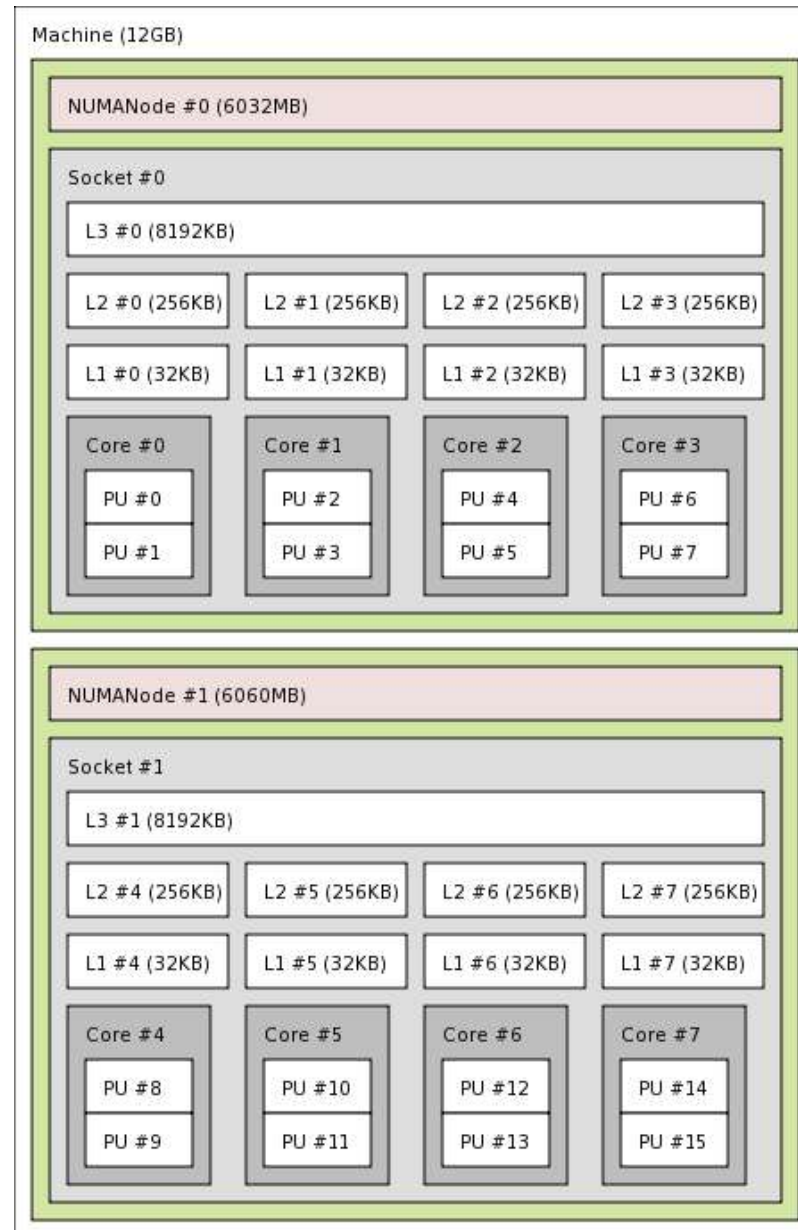 Machine (12GB)
NUMANode #0 (6032MB)
Socket #0
L3 #0 (8192KB)
L2 #0 (256KB) L2 #1 (256KB) L2 #2 (256KB) L2 #3 (256KB)
L1 #0 (32KB) L1 #1 (32KB) L1 #2 (32KB) L1 #3 (32KB)
Core #0 Core #1 Core #2 Core #3
PU #0 PU #2 PU #4 PU #6
PU #1 PU #3 PU #5 PU #7
NUMANode #1 (6060MB)
Socket #1
L3 #1 (8192KB)
L2 #4 (256KB) L2 #5 (256KB) L2 #6 (256KB) L2 #7 (256KB)
L1 #4 (32KB) L1 #5 (32KB) L1 #6 (32KB) L1 #7 (32KB)
Core #4 Core #5 Core #6 Core #7
PU #8 PU #10 PU #12 PU #14
PU #9 PU #11 PU #13 PU #15